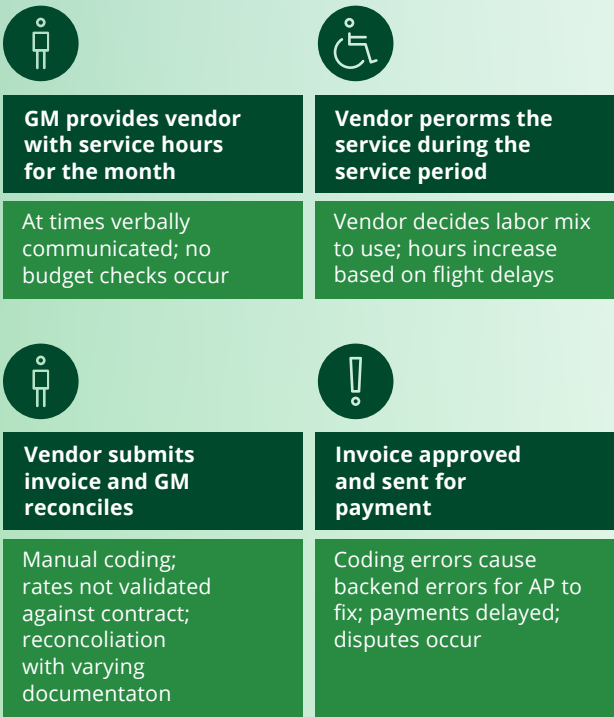 GM provides vendor
with service hours
for the month
At times verbally
communicated; no
budget checks occur
Vendor perorms the
service during the
service period
Vendor decides labor mix
to use; hours increase
based on flight delays
Vendor submits
invoice and GM
reconciles
Manual coding;
rates not validated
against contract;
reconcoliation
with varying
documentaton
Invoice approved
and sent for
payment
Coding errors cause
backend errors for AP to
fix; payments delayed;
disputes occur